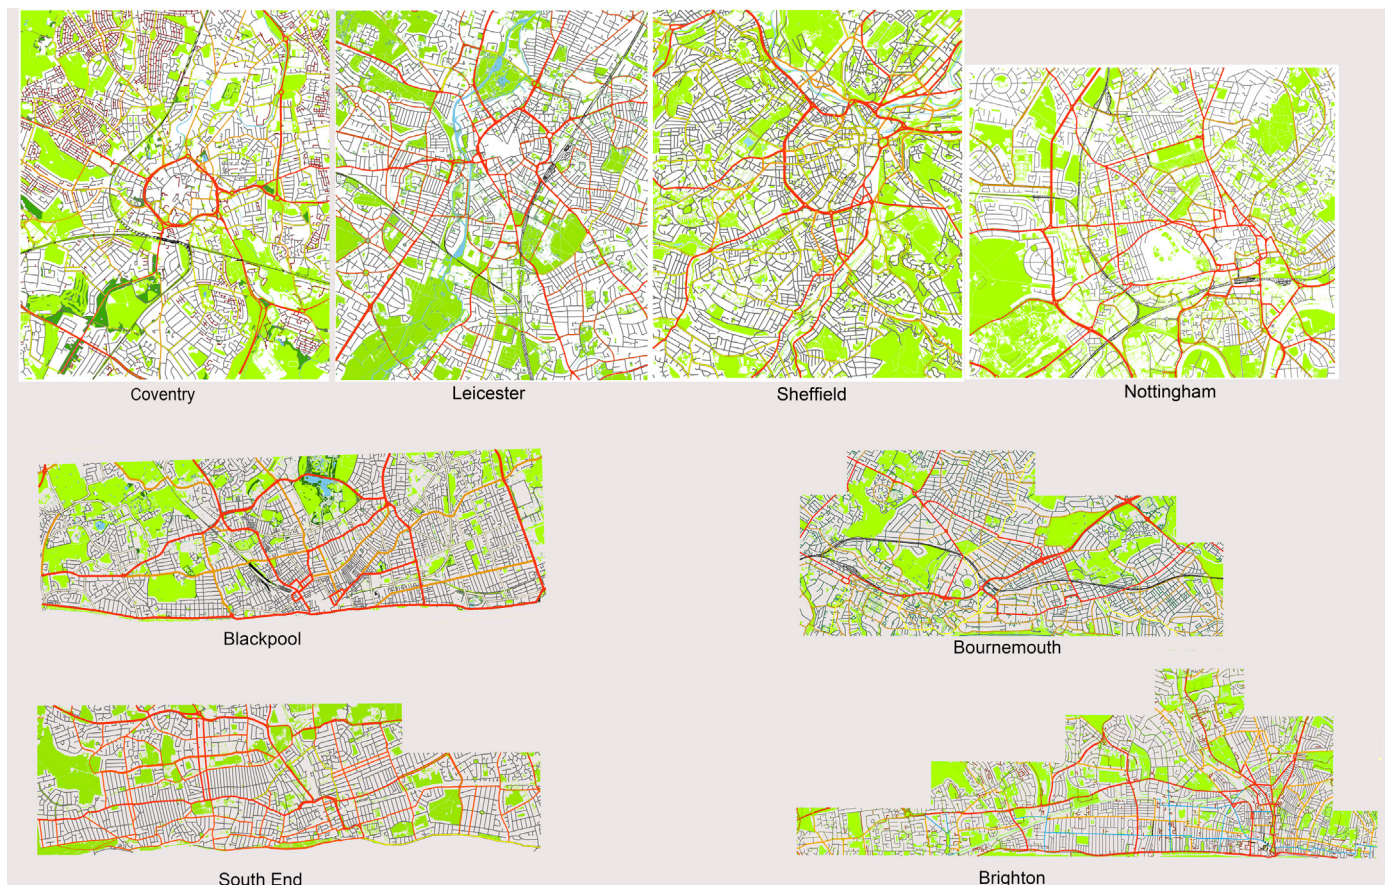 Coventry
Leicester
Sheffield
Nottingham
Blackpool
Bournemouth
South End
Brighton